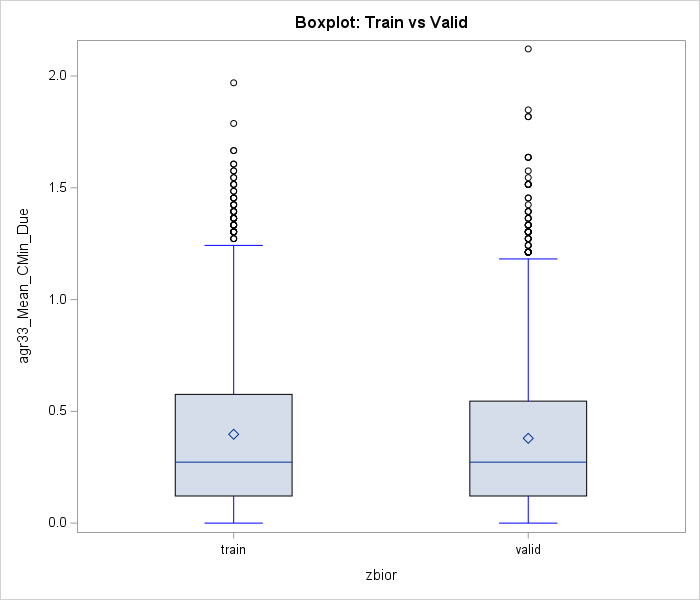 Boxplot: Train vs Valid
2.0
1.5
1.0
0.5
0.0
agr33_Mean_CMin_Due
train
valid
zbior